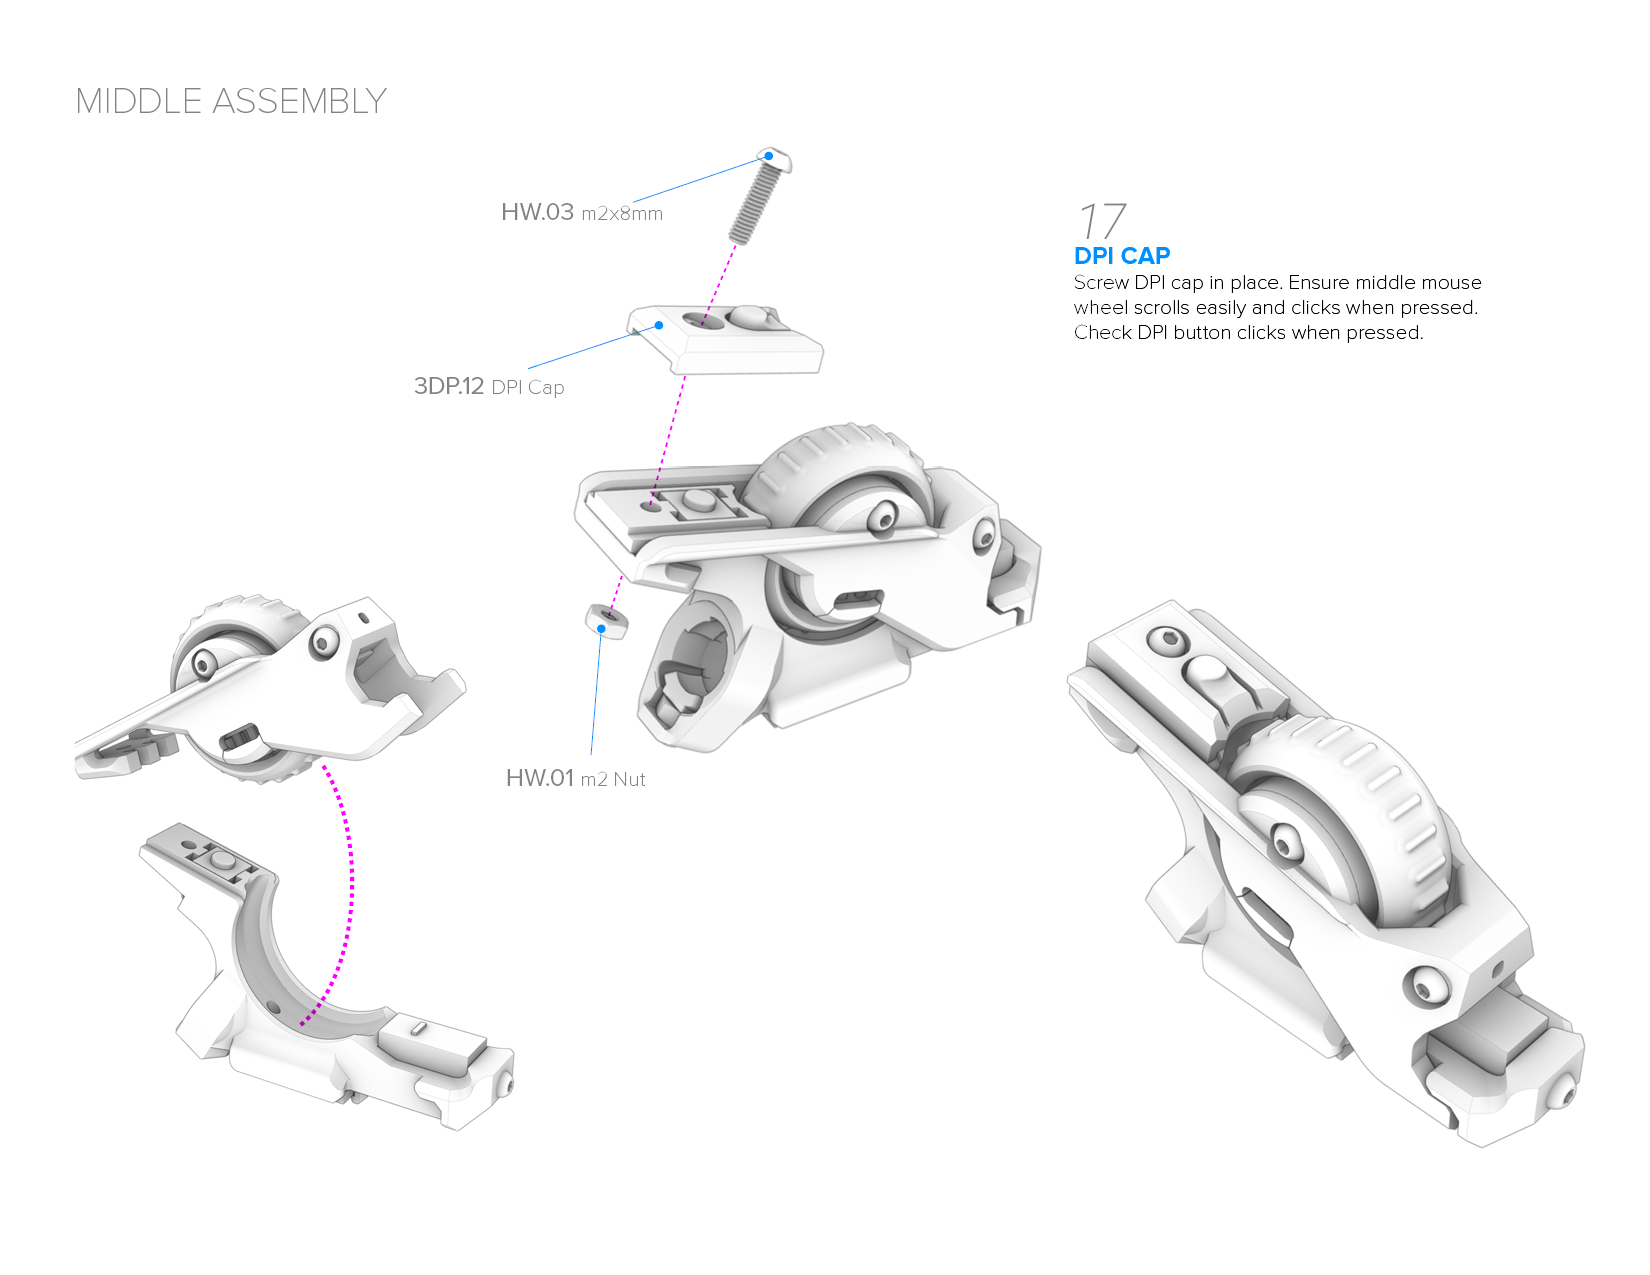 MIDDLE ASSEMBLY
HW.03 m2x8mm
3DP.12 DPI Cap
HW.01 m2 Nut
17
DPI CAP
Screw DPI cap in place. Ensure middle mouse
wheel scrolls easily and clicks when pressed.
Check DPI button clicks when pressed.